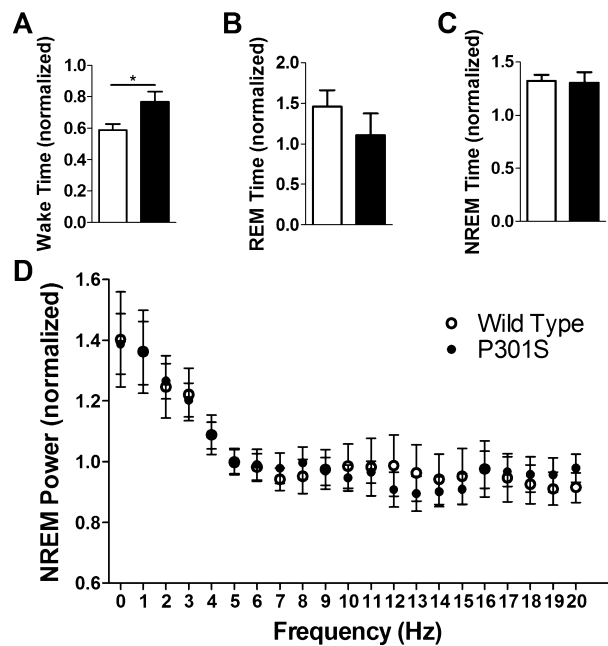 A
Wake Time (normalized)
1.0
0.8
0.6
0.4
0.2
0.0
*
B
REM Time (normalized)
2.0
1.5
1.0
0.5
0.0
C
NREM Time (normalized)
1.5
1.0
0.5
0.0
D
NREM Power (normalized)
1.6
1.4
1.2
1.0
0.8
0.6
Wild Type
P301S
0 1 2 3 4 5 6 7 8 9 10 11 12 13 14 15 16 17 18 19 20
Frequency (Hz)